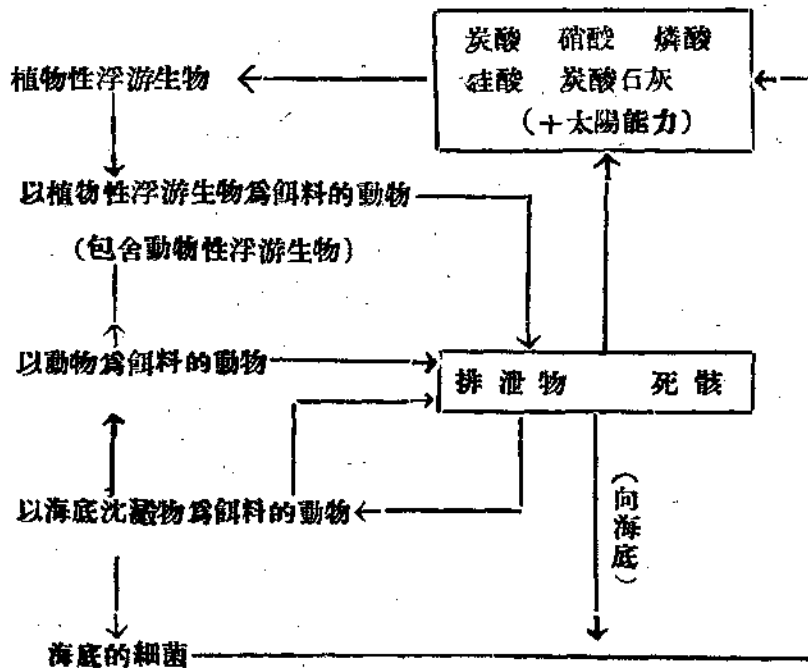 炭酸 硝酸 燐酸
硅酸 炭酸石灰
(+太陽能力)
植物性浮游生物
以植物性浮游生物爲餌料的動物
(包含動物性浮游生物)
以動物爲餌料的動物
排泄物 死骸
以海底沈澱物爲餌料的動物
(向海底)
海底的細菌